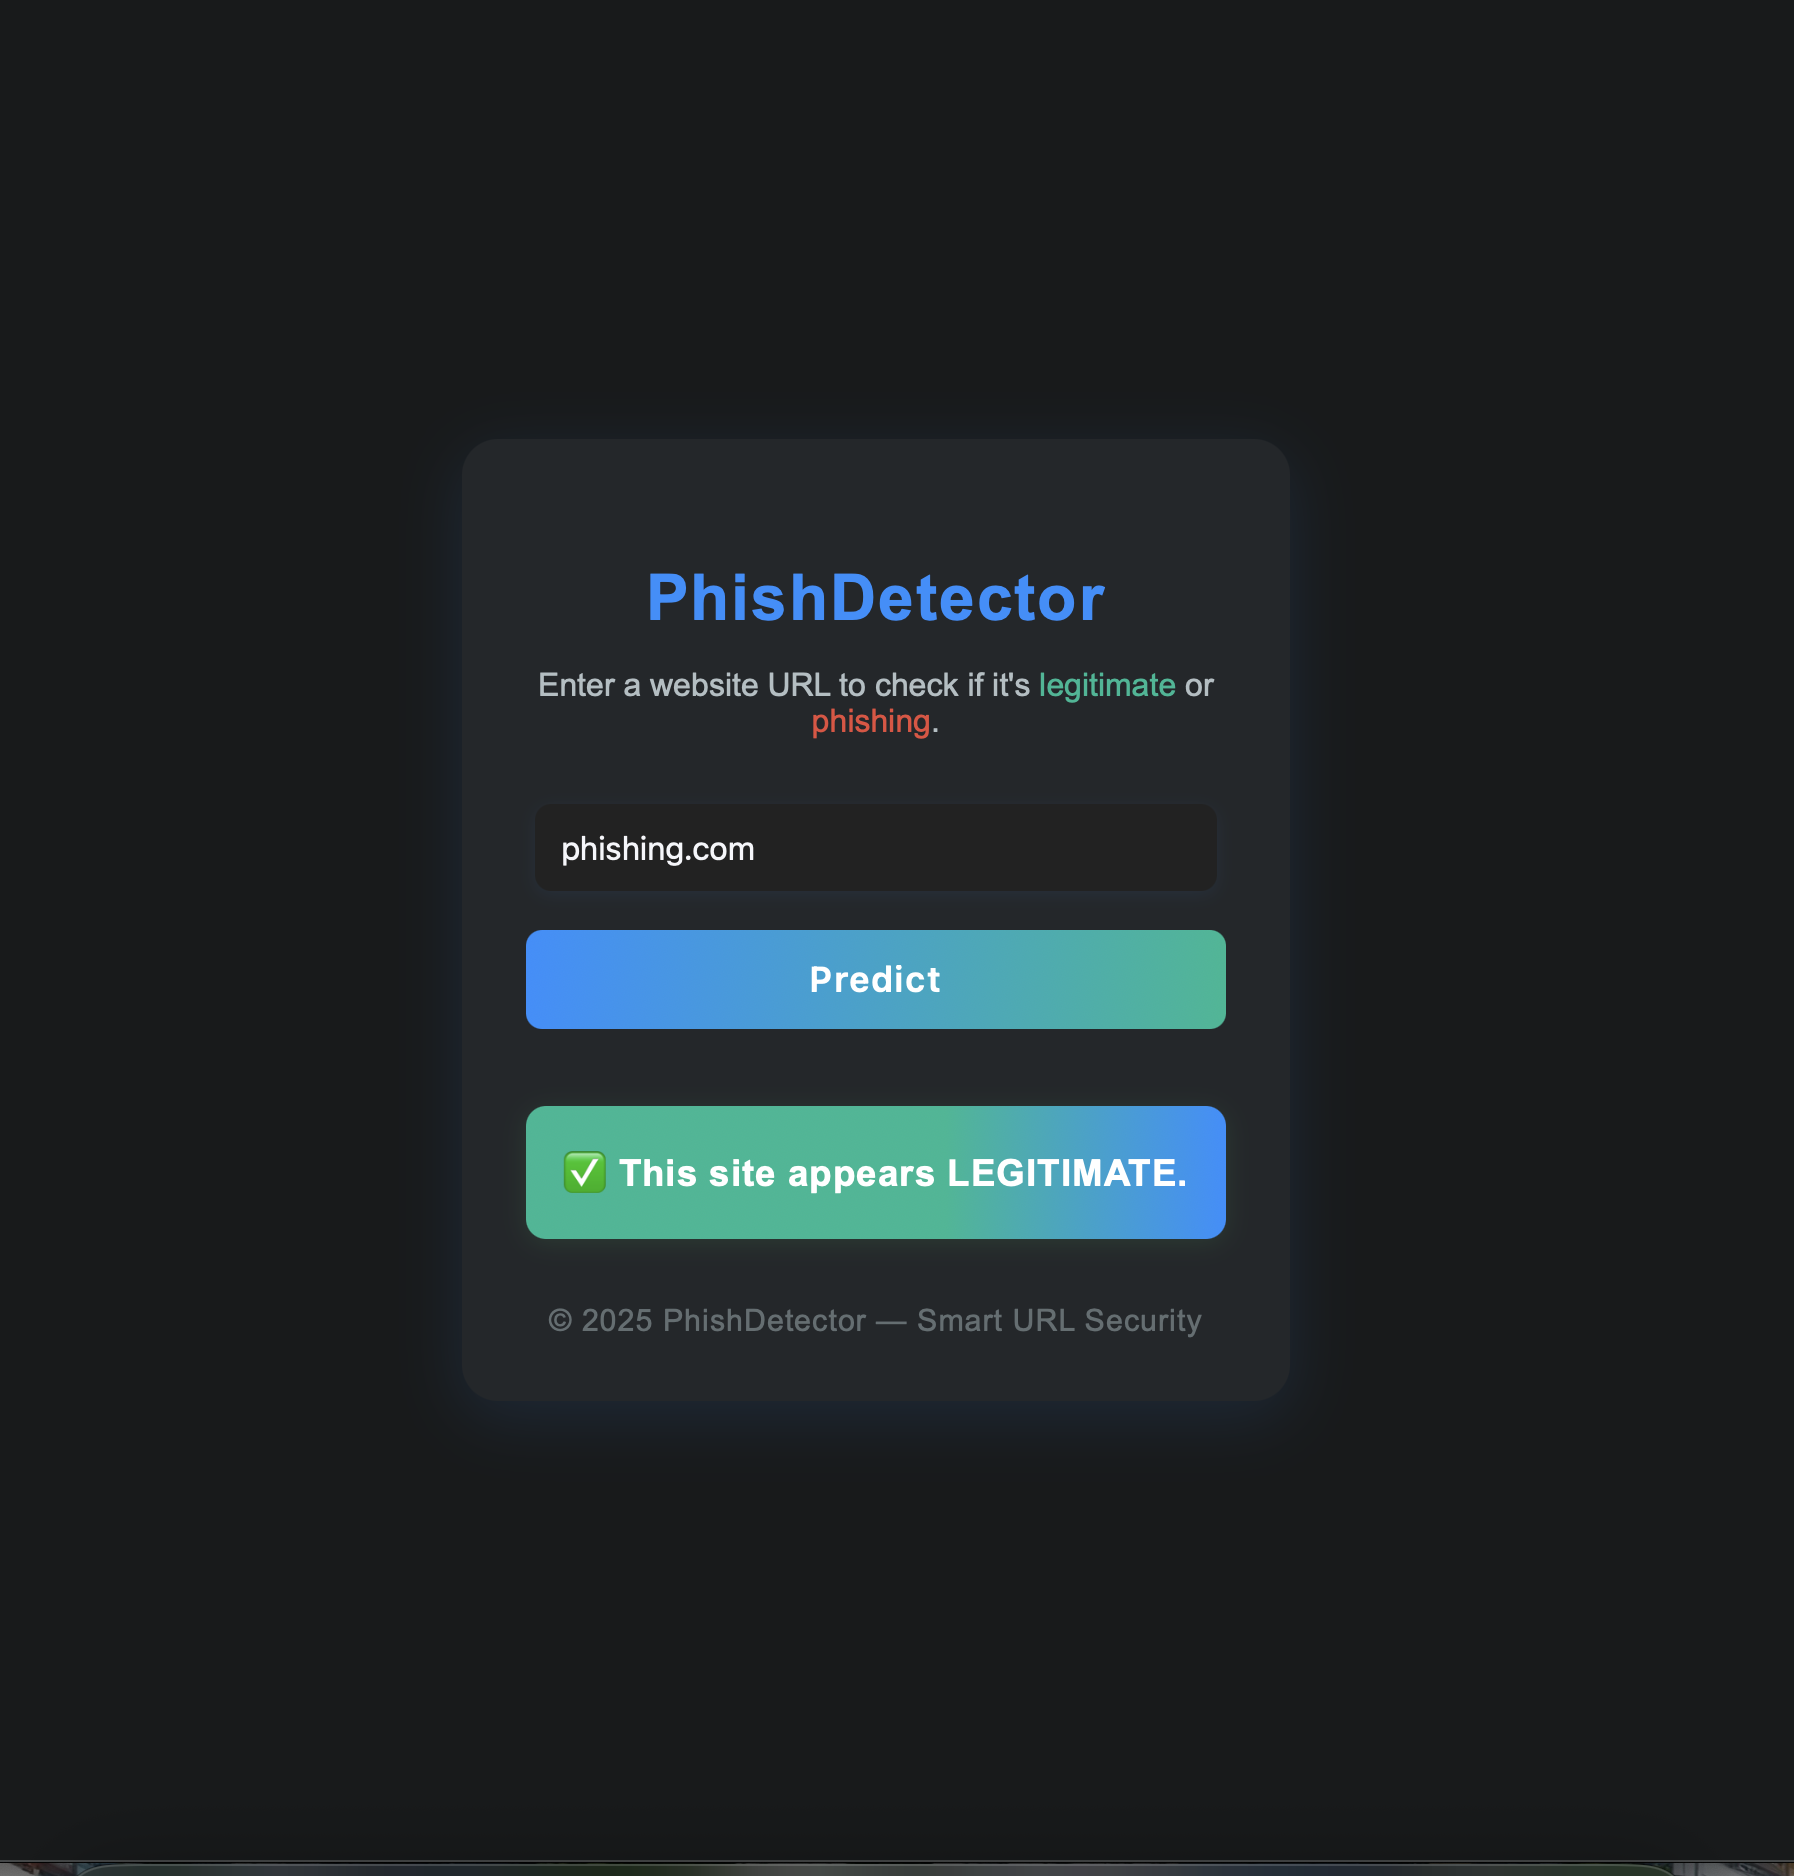 PhishDetector
Enter a website URL to check if it's legitimate or
phishing.
phishing.com
Predict
✅ This site appears LEGITIMATE.
© 2025 PhishDetector — Smart URL Security